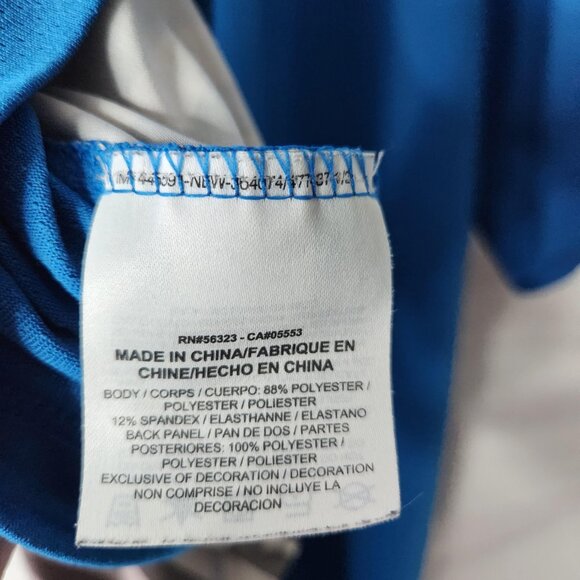 RN#56323 - CA#05553
MADE IN CHINA/FABRIQUE EN
CHINE/HECHO EN CHINA
BODY / CORPS / CUERPO: 88% POLYESTER /
POLYESTER / POLIESTER
12% SPANDEX / ELASTHANNE / ELASTANO
BACK PANEL / PAN DE DOS / PARTES
POSTERIORES: 100% POLYESTER /
POLYESTER / POLIESTER
EXCLUSIVE OF DECORATION / DECORATION
NON COMPRISE / NO INCLUYE LA
DECORACION